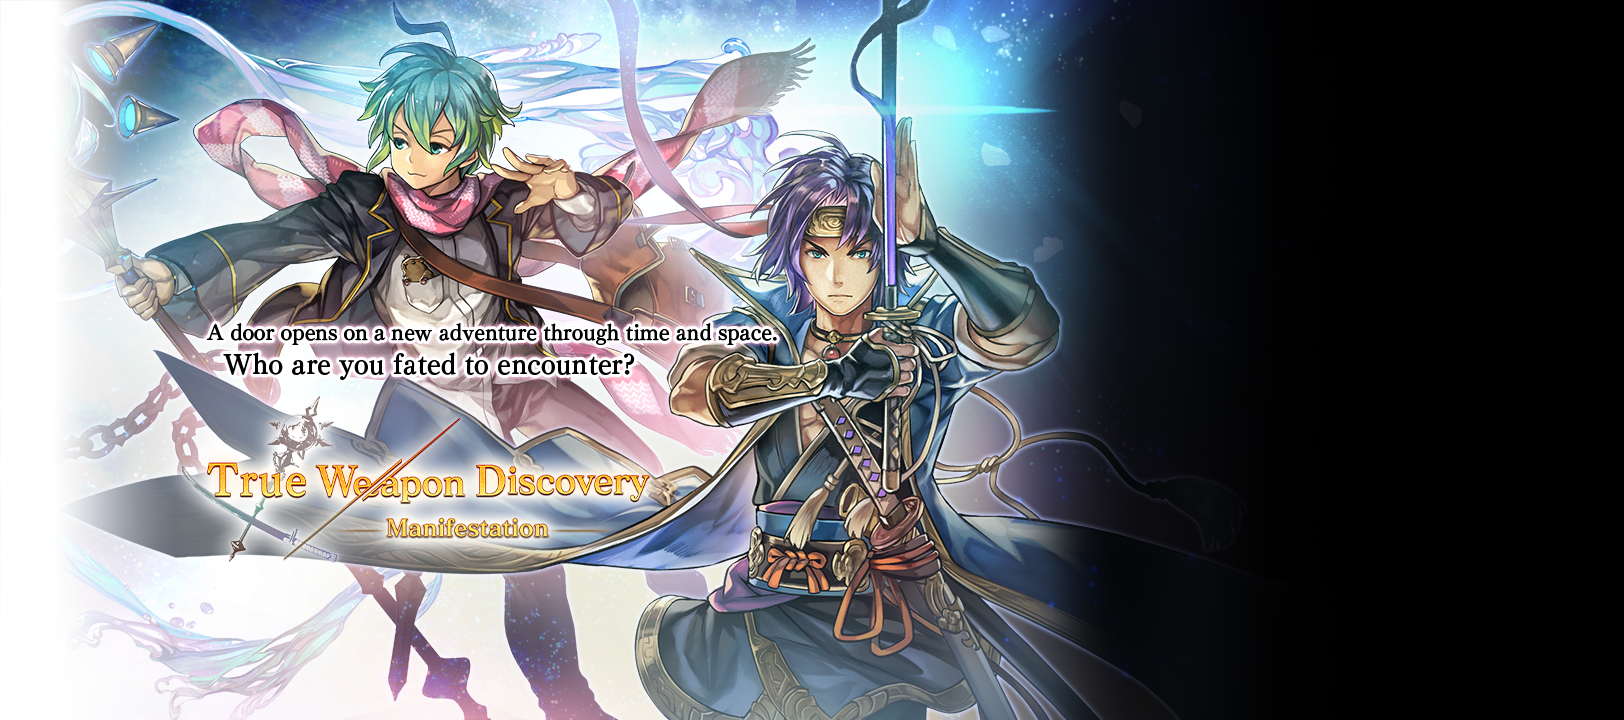 A door opens on a new adventure through time and space.
Who are you fated to encounter?
True Weapon Discovery
Manifestation